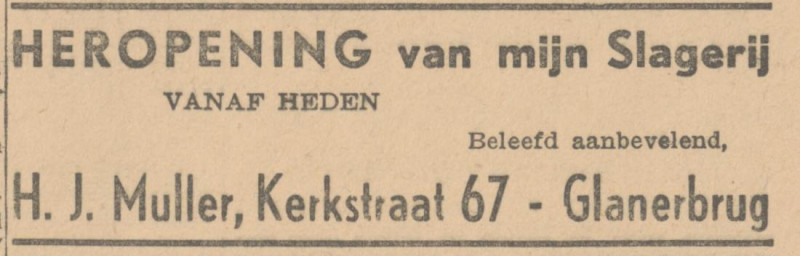 HEROPENING van mijn Slagerij
VANAF HEDEN
Beleefd aanbevelend,
H. J. Muller, Kerkstraat 67 - Glanerbrug